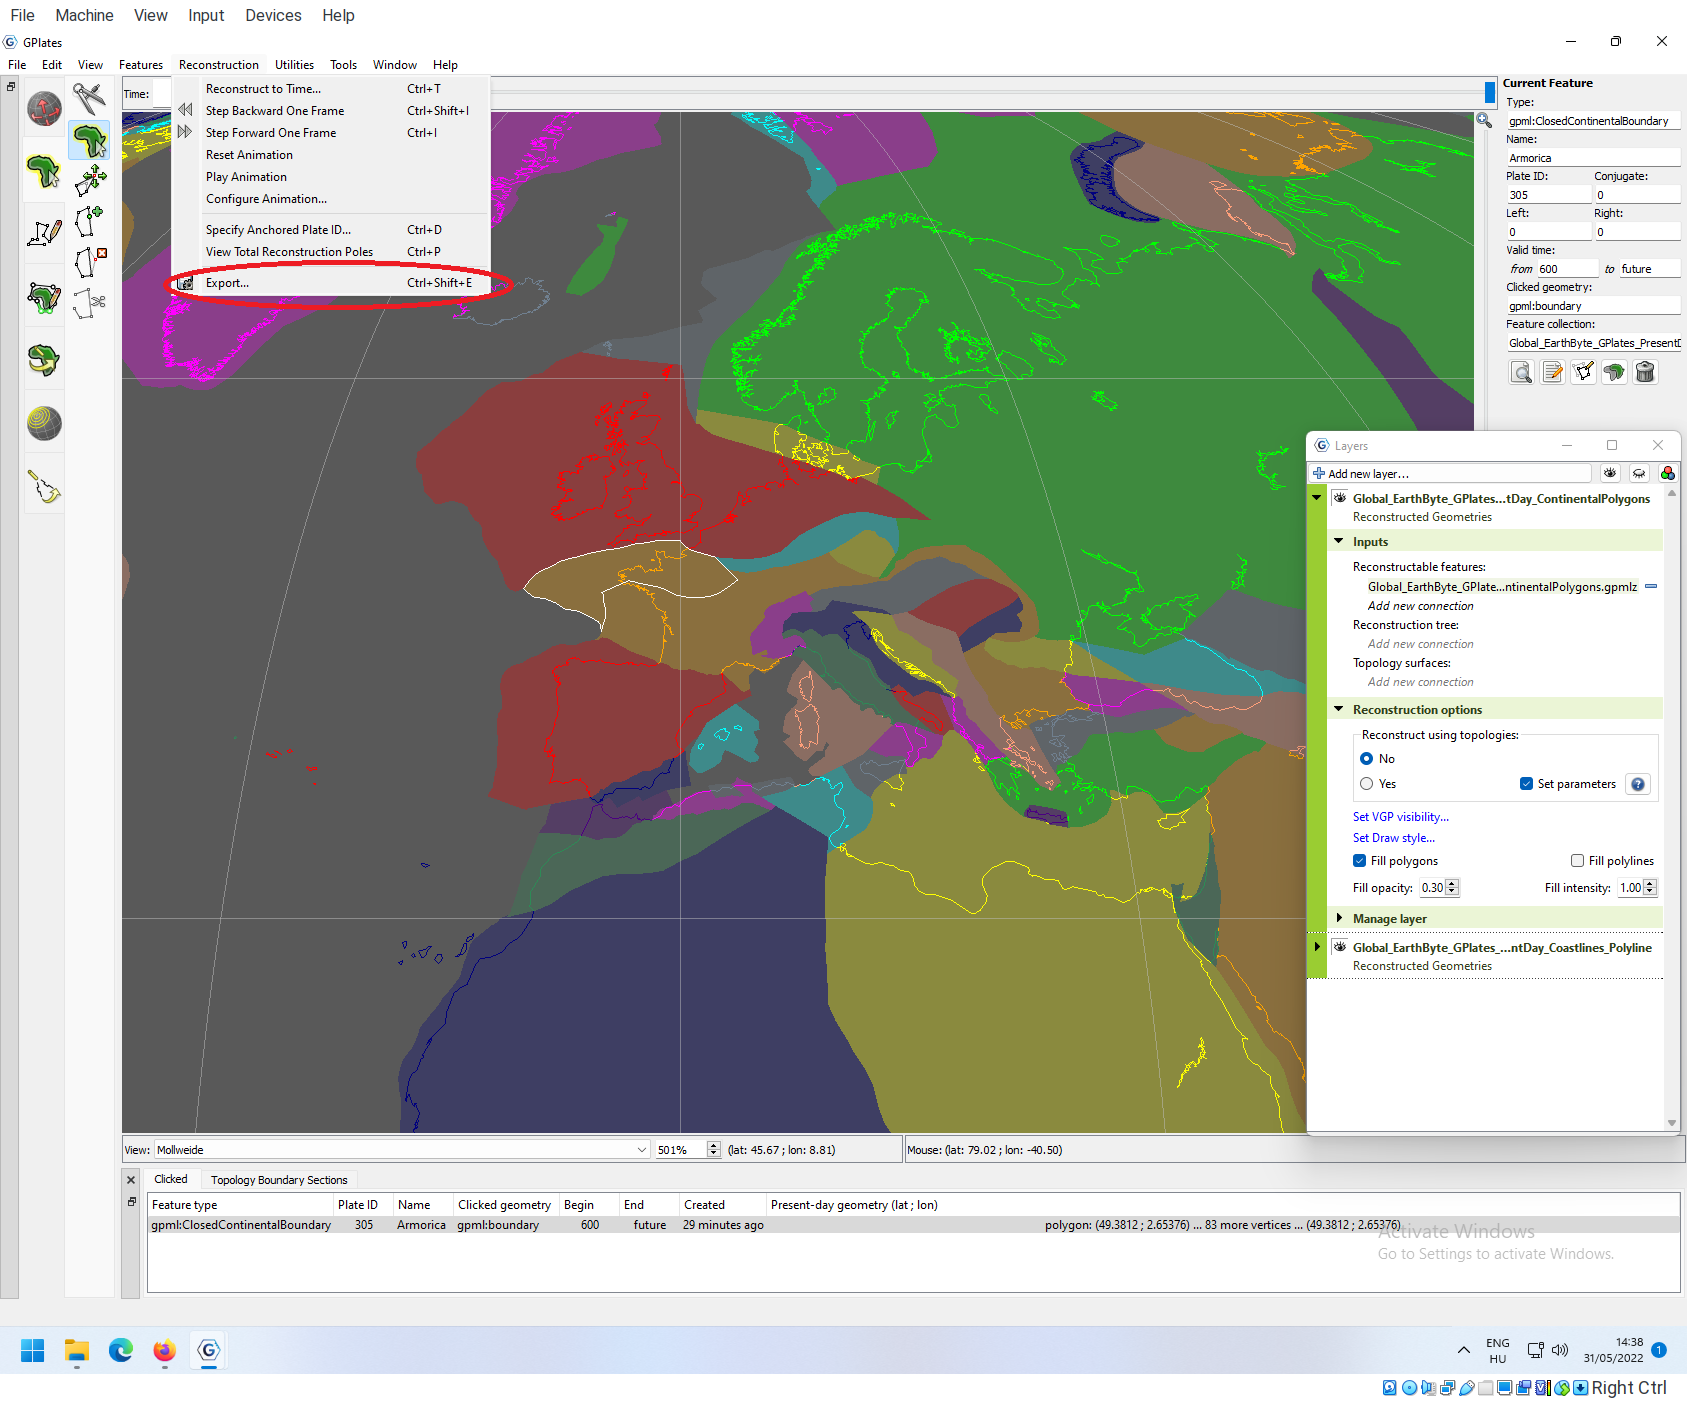 File Machine View Input Devices Help
GPlates
File Edit View Features Reconstruction Utilities Tools Window Help
Time:
Reconstruct to Time... Ctrl+T
Step Backward One Frame Ctrl+Shift+I
Step Forward One Frame Ctrl+I
Reset Animation
Play Animation
Configure Animation...
Specify Anchored Plate ID... Ctrl+D
View Total Reconstruction Poles Ctrl+P
Export... Ctrl+Shift+E
Current Feature
Type:
gpml:ClosedContinentalBoundary
Name:
Armorica
Plate ID: Conjugate:
305 0
Left: Right:
0 0
Valid time:
from 600 to future
Clicked geometry:
gpml:boundary
Feature collection:
Global_EarthByte_GPlates_PresentD
Layers
Add new layer...
Global_EarthByte_GPlates...tDay_ContinentalPolygons
Reconstructed Geometries
Inputs
Reconstructable features:
Global_EarthByte_GPlate...ntinentalPolygons.gpmlz
Add new connection
Reconstruction tree:
Add new connection
Topology surfaces:
Add new connection
Reconstruction options
Reconstruct using topologies:
No
Yes Set parameters
Set VGP visibility...
Set Draw style...
Fill polygons Fill polylines
Fill opacity: 0.30 Fill intensity: 1.00
Manage layer
Global_EarthByte_GPlates_...ntDay_Coastlines_Polyline
Reconstructed Geometries
View: Mollweide 501% (lat: 45.67 ; lon: 8.81) Mouse: (lat: 79.02 ; lon: -40.50)
Clicked Topology Boundary Sections
Feature type Plate ID Name Clicked geometry Begin End Created Present-day geometry (lat ; lon)
gpml:ClosedContinentalBoundary 305 Armorica gpml:boundary 600 future 29 minutes ago polygon: (49.3812 ; 2.65376) ... 83 more vertices ... (49.3812 ; 2.65376)
Activate Windows
Go to Settings to activate Windows.
ENG
HU
14:38
31/05/2022
1
Right Ctrl